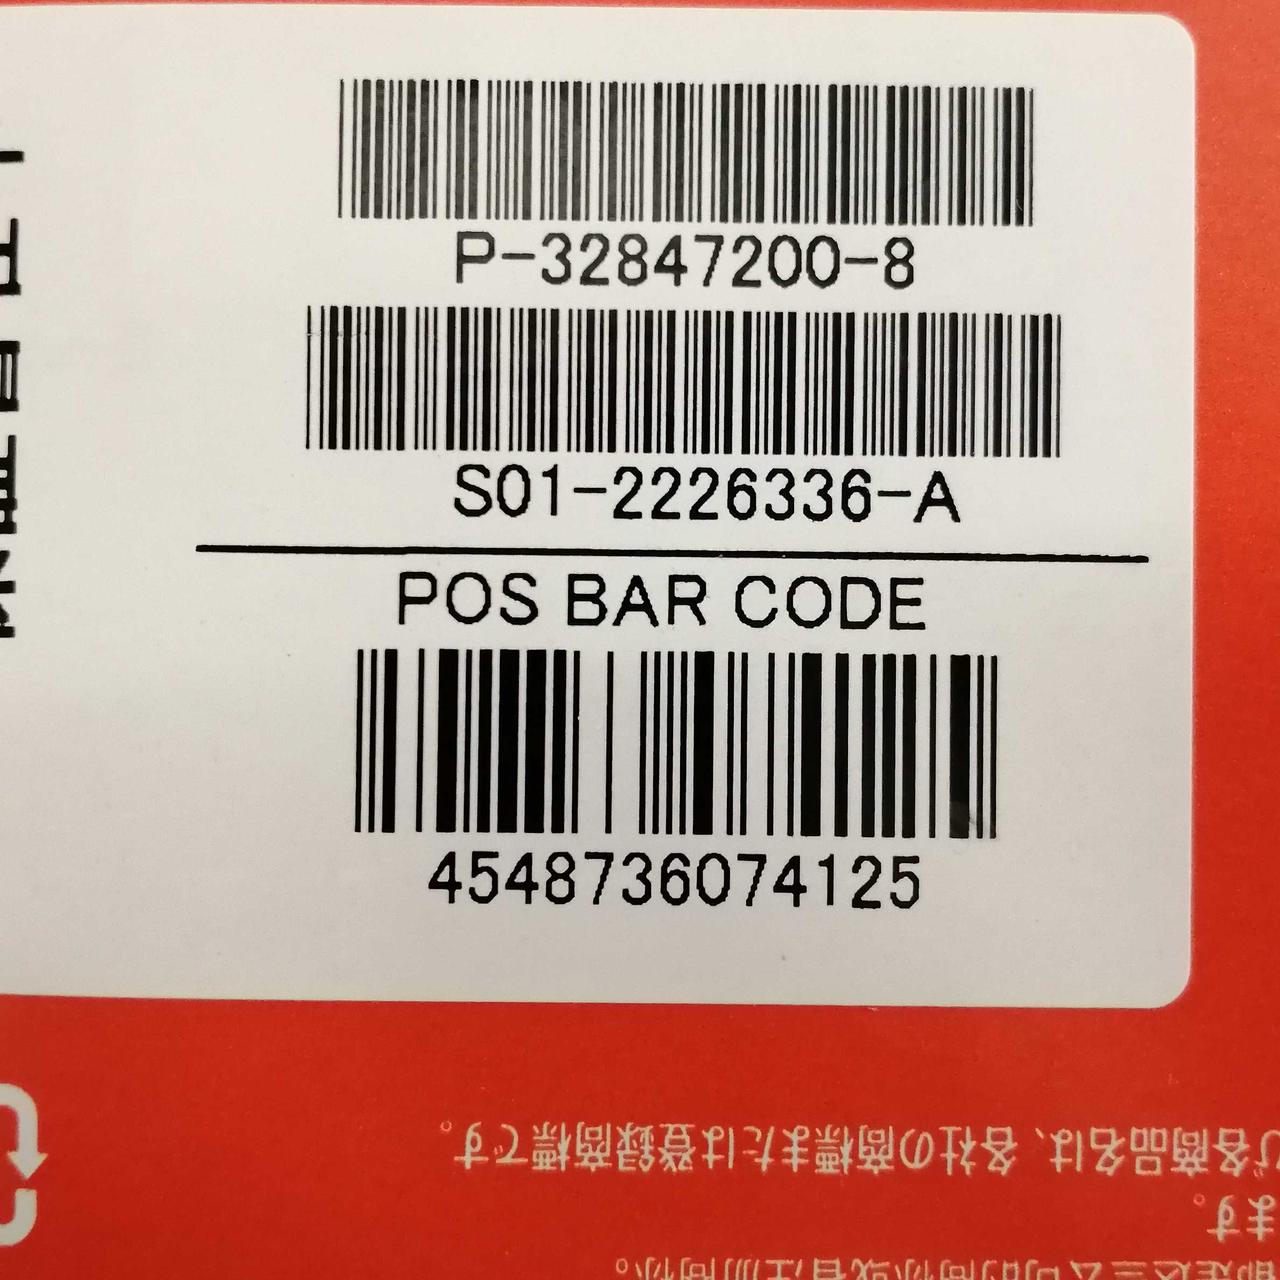 P-32847200-8
S01-2226336-A
POS BAR CODE
4548736074125
各商品名は、各社の商標または登録商標です。
ます。